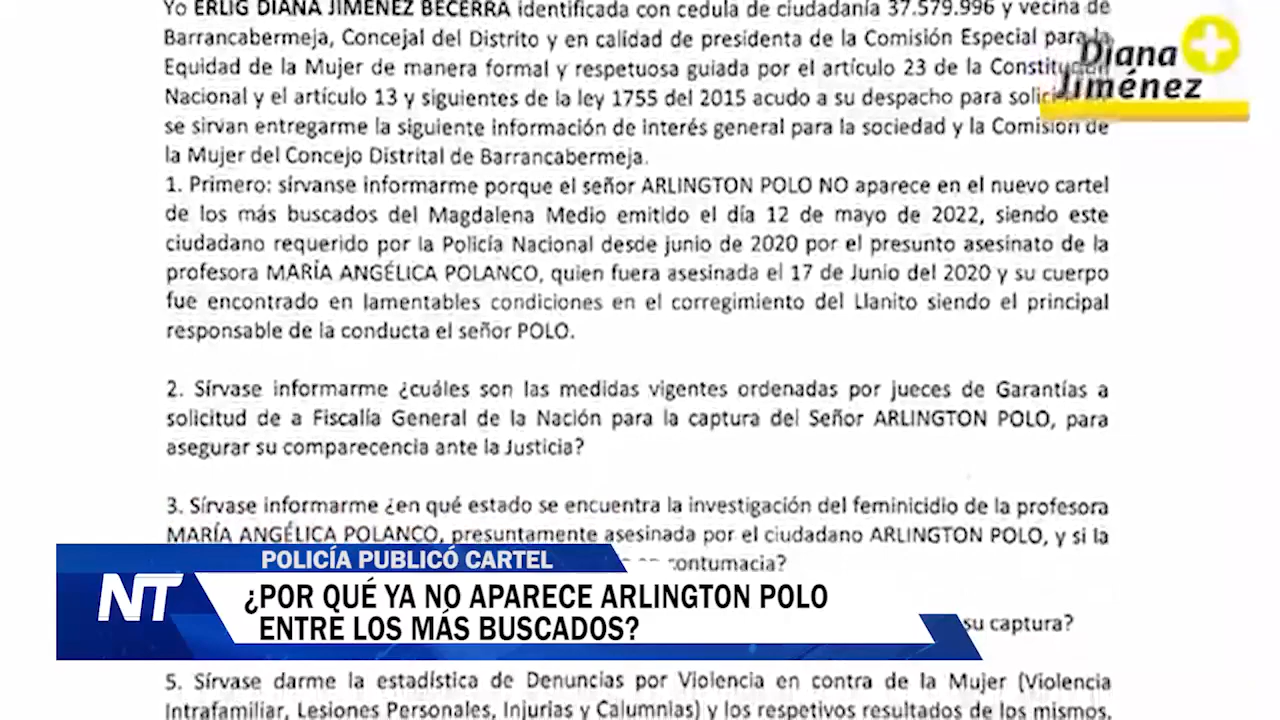 Yo ERLIG DIANA JIMENEZ BECERRA identificada con cedula de ciudadanía 37.579.996 y vecina de
Barrancabermeja, Concejal del Distrito y en calidad de presidenta de la Comisión Especial para la
Equidad de la Mujer de manera formal y respetuosa guiada por el artículo 23 de la Constitución
Nacional y el artículo 13 y siguientes de la ley 1755 del 2015 acudo a su despacho para
se sirvan entregarme la siguiente información de interés general para la sociedad y la Comisión de
la Mujer del Concejo Distrital de Barrancabermeja.
Diana
Jiménez
1. Primero: sírvanse informarme porque el señor ARLINGTON POLO NO aparece en el nuevo cartel
de los más buscados del Magdalena Medio emitido el día 12 de mayo de 2022, siendo este
ciudadano requerido por la Policía Nacional desde junio de 2020 por el presunto asesinato de la
profesora MARÍA ANGÉLICA POLANCO, quien fuera asesinada el 17 de Junio del 2020 y su cuerpo
fue encontrado en lamentables condiciones en el corregimiento del Llanito siendo el principal
responsable de la conducta el señor POLO.
2. Sírvase informarme ¿cuáles son las medidas vigentes ordenadas por jueces de Garantías a
solicitud de a Fiscalía General de la Nación para la captura del Señor ARLINGTON POLO, para
asegurar su comparecencia ante la Justicia?
3. Sírvase informarme ¿en qué estado se encuentra la investigación del feminicidio de la profesora
MARÍA ANGÉLICA POLANCO, presuntamente asesinada por el ciudadano ARLINGTON POLO, y si la
contumacia?
POLICÍA PUBLICÓ CARTEL
NT
¿POR QUÉ YA NO APARECE ARLINGTON POLO
ENTRE LOS MÁS BUSCADOS?
su captura?
5. Sírvase darme la estadística de Denuncias por Violencia en contra de la Mujer (Violencia
Intrafamiliar, Lesiones Personales, Injurias y Calumnias) y los respetivos resultados de los mismos,